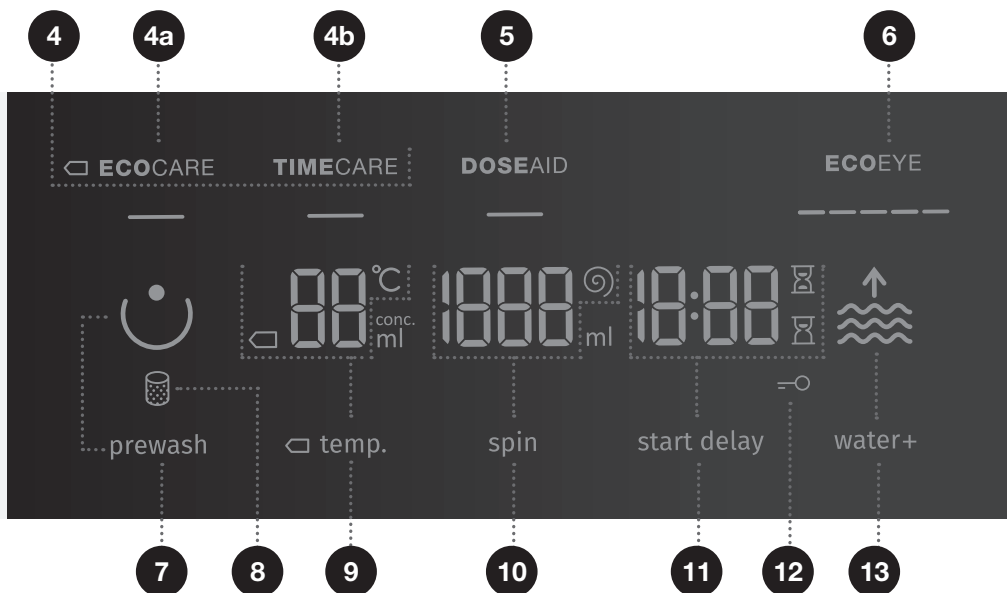 4 4a 4b 5 6
ECOCARE TIMECARE DOSEAID ECOEYE
88 °C 1888 18:88
conc.
ml ml
prewash temp. spin start delay water+
7 8 9 10 11 12 13